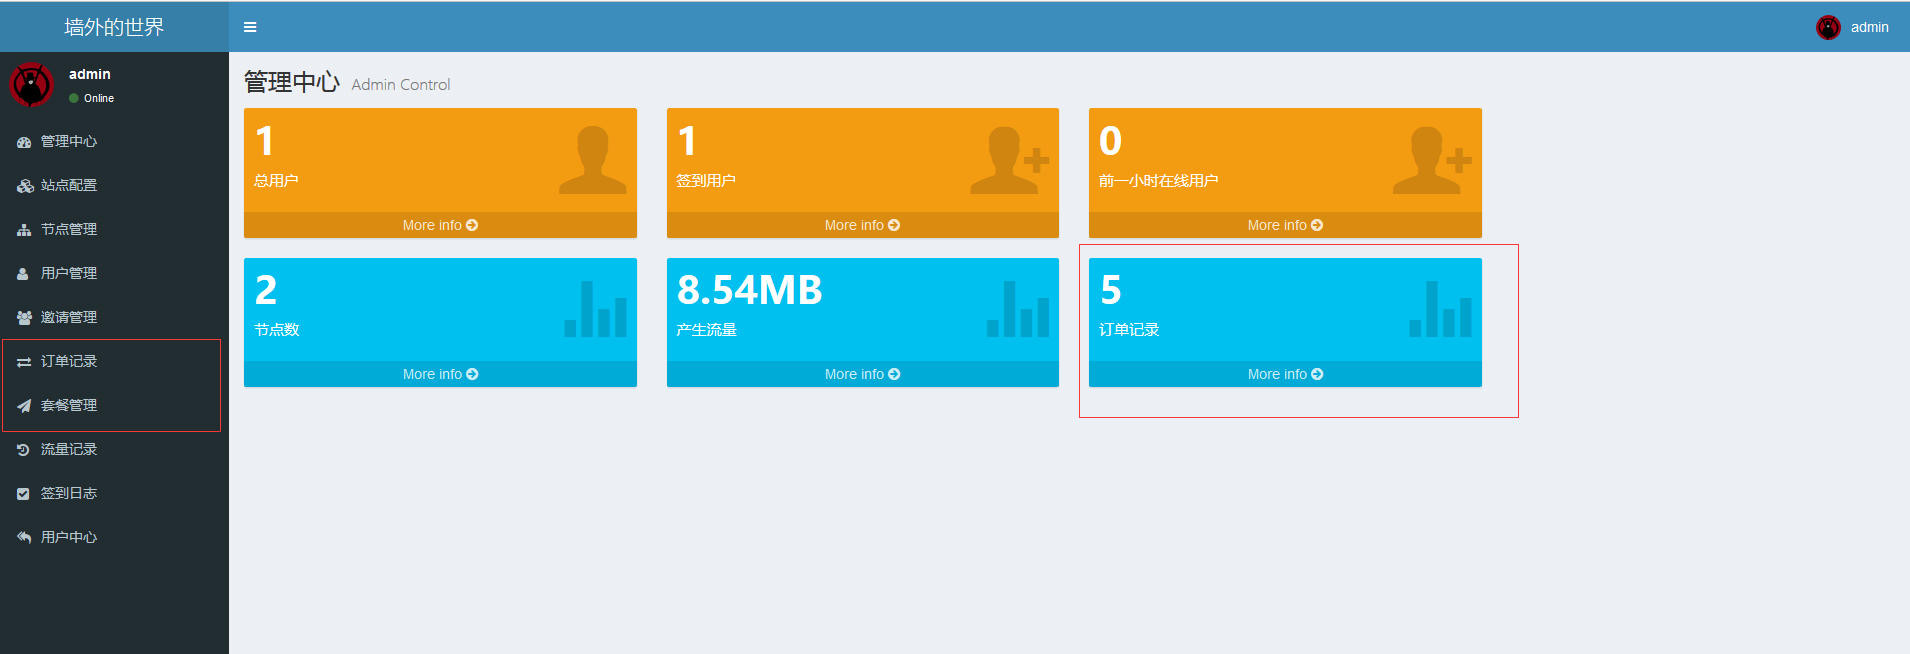 墙外的世界
admin
admin
Online
管理中心
站点配置
节点管理
用户管理
邀请管理
订单记录
套餐管理
流量记录
签到日志
用户中心
管理中心 Admin Control
1
总用户
More info
1
签到用户
More info
0
前一小时在线用户
More info
2
节点数
More info
8.54MB
产生流量
More info
5
订单记录
More info